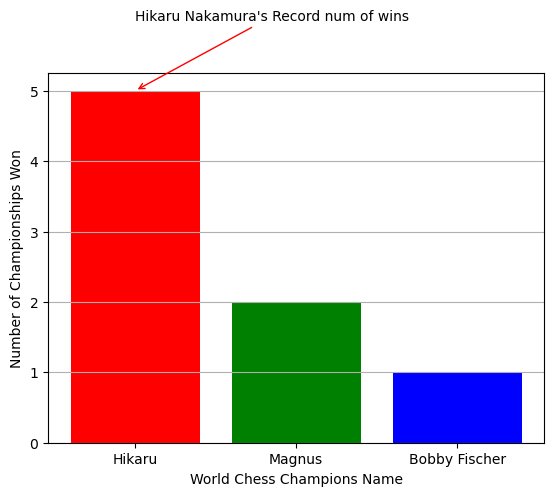 Hikaru Nakamura's Record num of wins
Number of Championships Won
5
4
3
2
1
0
Hikaru
Magnus
Bobby Fischer
World Chess Champions Name